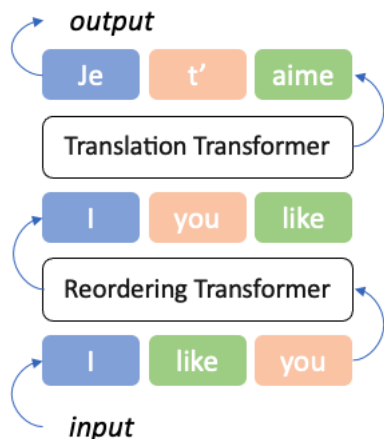 output
Je t’ aime
Translation Transformer
I you like
Reordering Transformer
I like you
input